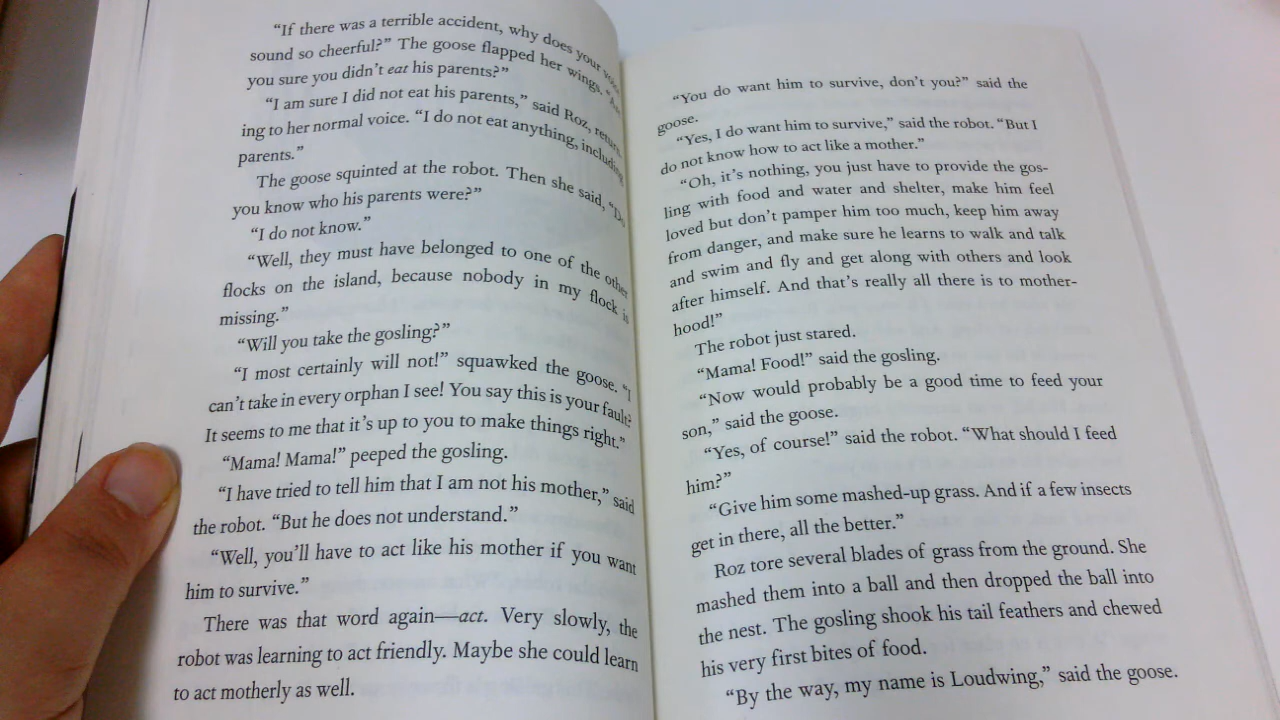 “If there was a terrible accident, why does your voice
sound so cheerful?” The goose flapped her wings. “Are
you sure you didn’t eat his parents?”
“I am sure I did not eat his parents,” said Roz, return-
ing to her normal voice. “I do not eat anything, including
parents.”
The goose squinted at the robot. Then she said, “Do
you know who his parents were?”
“I do not know.”
“Well, they must have belonged to one of the other
flocks on the island, because nobody in my flock is
missing.”
“Will you take the gosling?”
“I most certainly will not!” squawked the goose. “I
can’t take in every orphan I see! You say this is your fault?
It seems to me that it’s up to you to make things right.”
“Mama! Mama!” peeped the gosling.
“I have tried to tell him that I am not his mother,” said
the robot. “But he does not understand.”
“Well, you’ll have to act like his mother if you want
him to survive.”
There was that word again—act. Very slowly, the
robot was learning to act friendly. Maybe she could learn
to act motherly as well.
“You do want him to survive, don’t you?” said the
goose.
“Yes, I do want him to survive,” said the robot. “But I
do not know how to act like a mother.”
“Oh, it’s nothing, you just have to provide the gos-
ling with food and water and shelter, make him feel
loved but don’t pamper him too much, keep him away
from danger, and make sure he learns to walk and talk
and swim and fly and get along with others and look
after himself. And that’s really all there is to mother-
hood!”
The robot just stared.
“Mama! Food!” said the gosling.
“Now would probably be a good time to feed your
son,” said the goose.
“Yes, of course!” said the robot. “What should I feed
him?”
“Give him some mashed-up grass. And if a few insects
get in there, all the better.”
Roz tore several blades of grass from the ground. She
mashed them into a ball and then dropped the ball into
the nest. The gosling shook his tail feathers and chewed
his very first bites of food.
“By the way, my name is Loudwing,” said the goose.